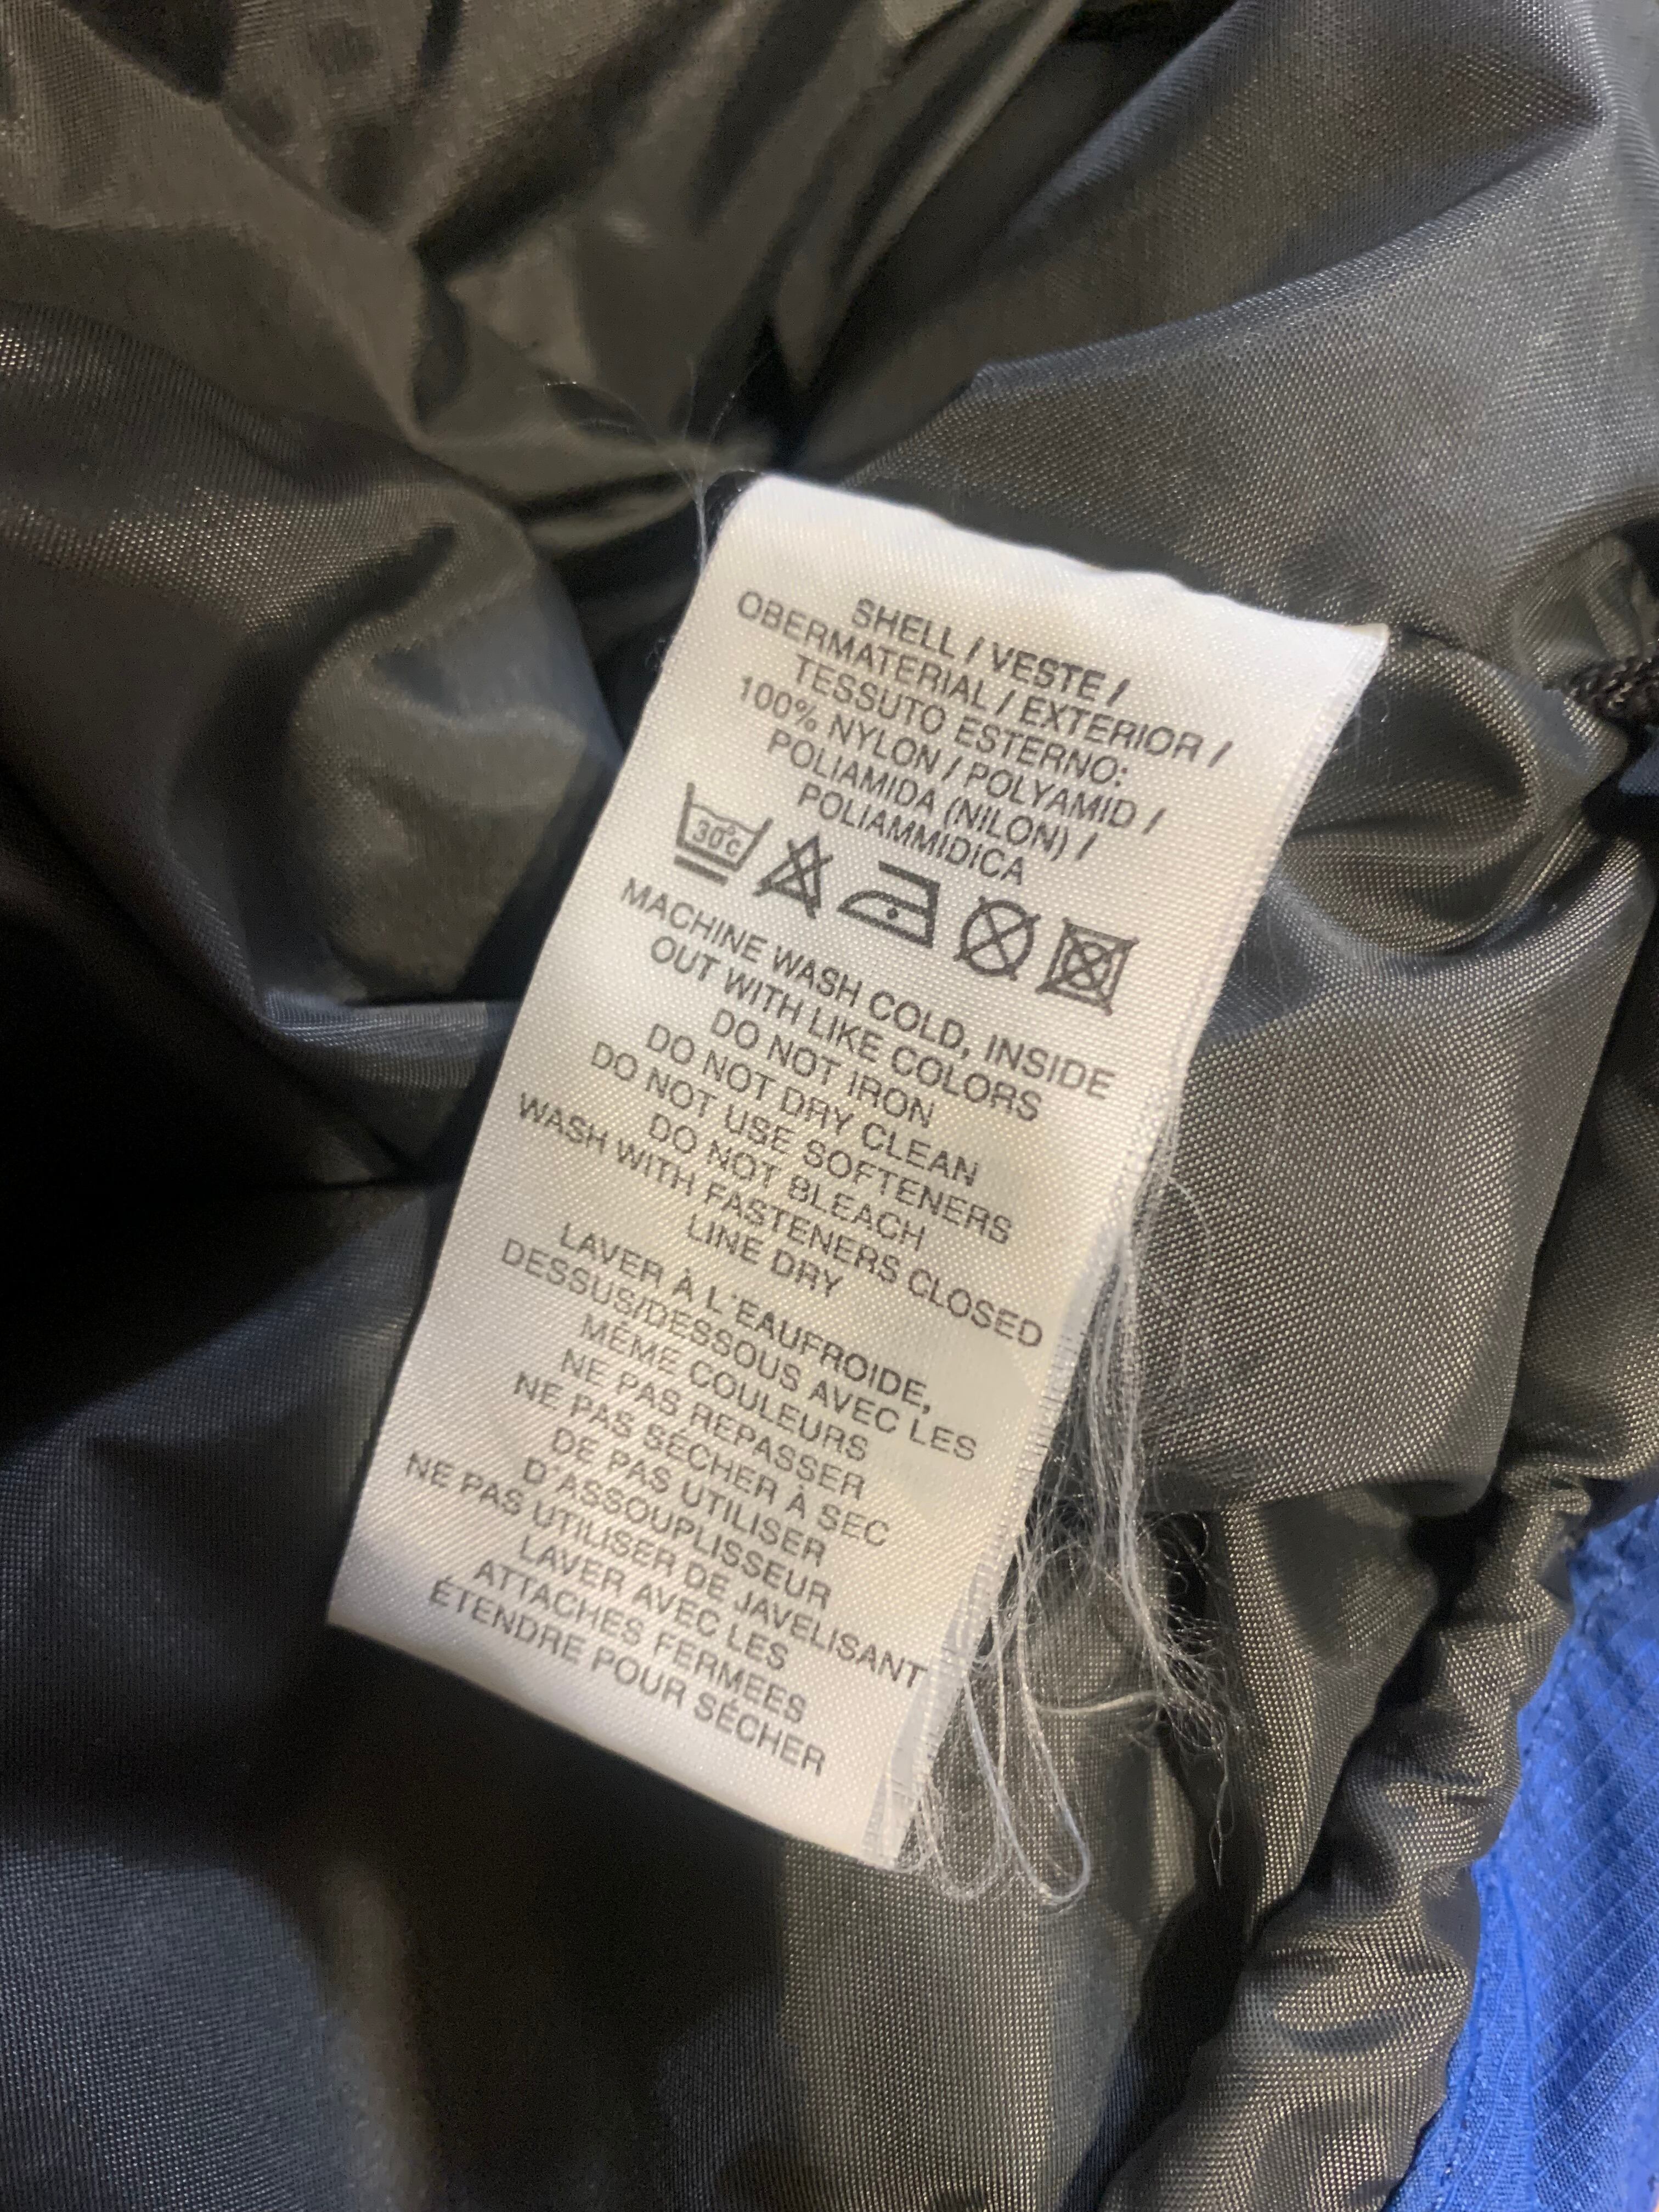 SHELL / VESTE /
OBERMATERIAL / EXTERIOR /
TESSUTO ESTERNO:
100% NYLON / POLYAMID /
POLIAMIDA (NILON) /
POLIAMMIDICA
30°c
MACHINE WASH COLD, INSIDE
OUT WITH LIKE COLORS
DO NOT IRON
DO NOT DRY CLEAN
DO NOT USE SOFTENERS
DO NOT BLEACH
WASH WITH FASTENERS CLOSED
LINE DRY
LAVER À L'EAUFROIDE,
DESSUS/DESSOUS AVEC LES
MÊME COULEURS
NE PAS REPASSER
NE PAS SÉCHER À SEC
DE PAS UTILISER
D'ASSOUPLISSEUR
NE PAS UTILISER DE JAVELISANT
LAVER AVEC LES
ATTACHES FERMEES
ÉTENDRE POUR SÉCHER